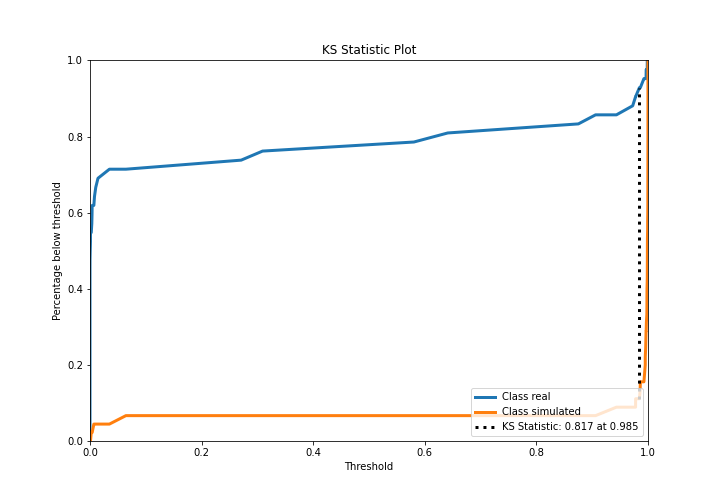 KS Statistic Plot
1.0
0.8
0.6
0.4
0.2
0.0
Percentage below threshold
Class real
Class simulated
KS Statistic: 0.817 at 0.985
0.0 0.2 0.4 0.6 0.8 1.0
Threshold